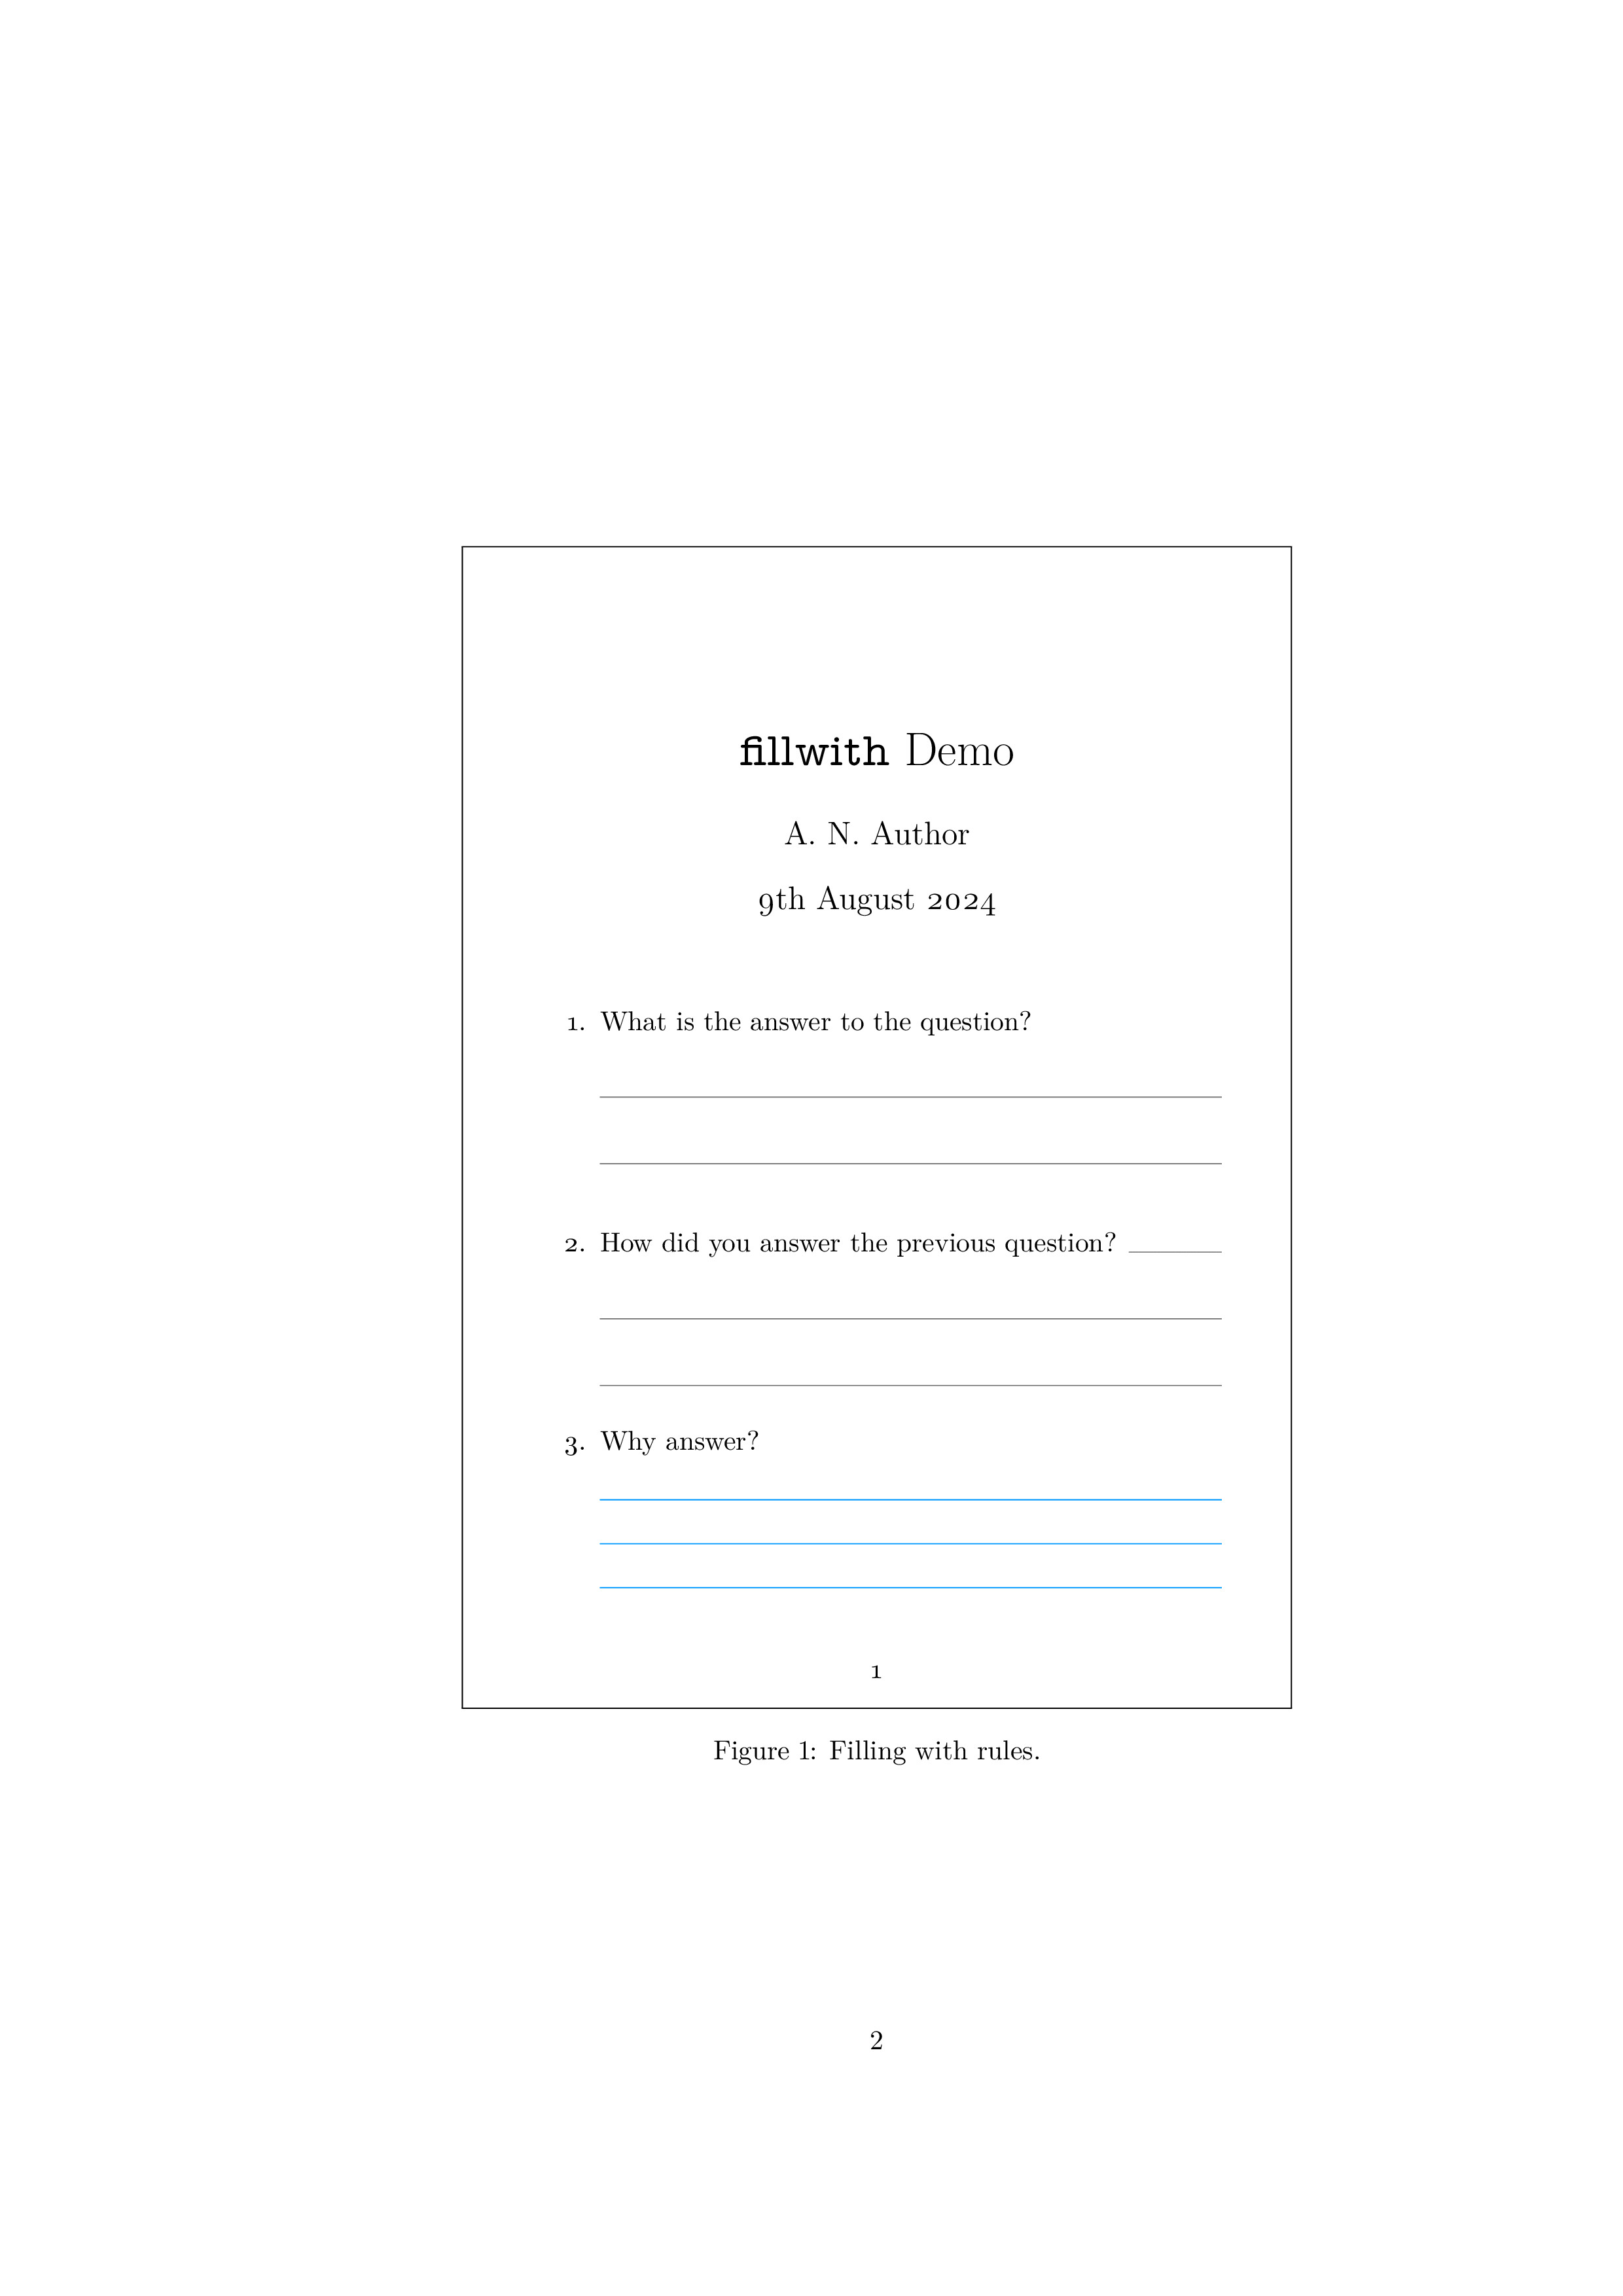 fillwith Demo
A. N. Author
9th August 2024
1. What is the answer to the question?
2. How did you answer the previous question?
3. Why answer?
1
Figure 1: Filling with rules.
2